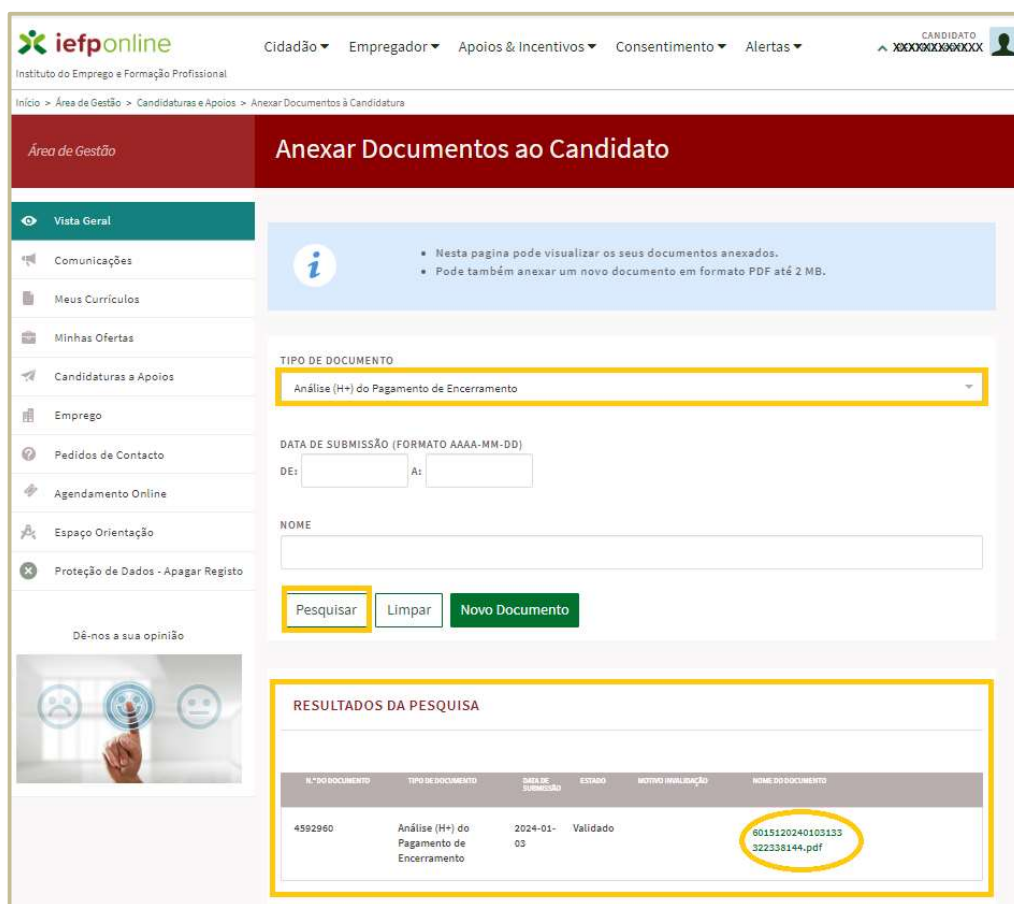 iefponline
Instituto do Emprego e Formação Profissional
Cidadão Empregador Apoios & Incentivos Consentimento Alertas
CANDIDATO
XXXXXXXXXXXX
Início > Área de Gestão > Candidaturas e Apoios > Anexar Documentos à Candidatura
Área de Gestão
Anexar Documentos ao Candidato
Vista Geral
Comunicações
Meus Currículos
Minhas Ofertas
Candidaturas a Apoios
Emprego
Pedidos de Contacto
Agendamento Online
Espaço Orientação
Proteção de Dados - Apagar Registo
Dê-nos a sua opinião
Nesta pagina pode visualizar os seus documentos anexados.
Pode também anexar um novo documento em formato PDF até 2 MB.
TIPO DE DOCUMENTO
Análise (H+) do Pagamento de Encerramento
DATA DE SUBMISSÃO (FORMATO AAAA-MM-DD)
DE: A:
NOME
Pesquisar Limpar Novo Documento
RESULTADOS DA PESQUISA
N.º DO DOCUMENTO TIPO DE DOCUMENTO DATA DE SUBMISSÃO ESTADO MOTIVO INVALIDAÇÃO NOME DO DOCUMENTO
4592960 Análise (H+) do 2024-01- Validado 6015120240103133
Pagamento de 03 322338144.pdf
Encerramento